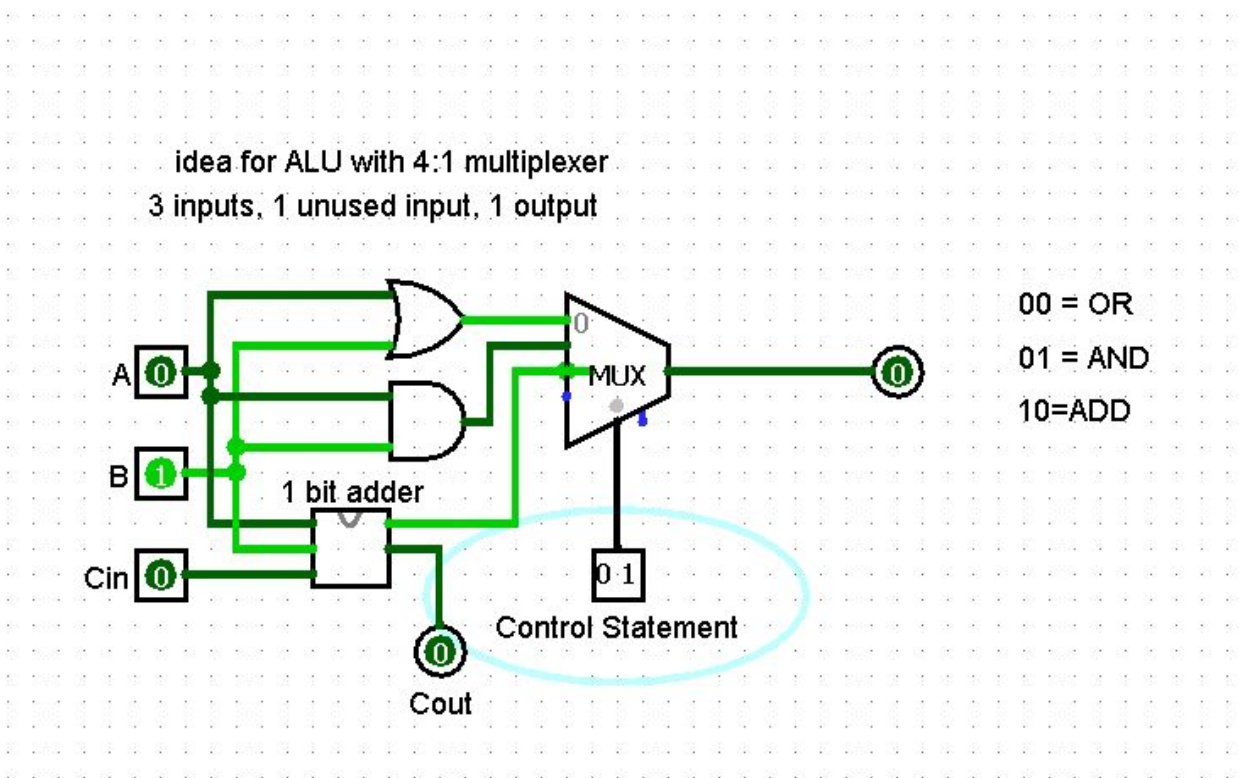 idea for ALU with 4:1 multiplexer
3 inputs, 1 unused input, 1 output
0
00 = OR
A 0
MUX
0
01 = AND
10=ADD
B 1
1 bit adder
Cin 0
0 1
Control Statement
0
Cout